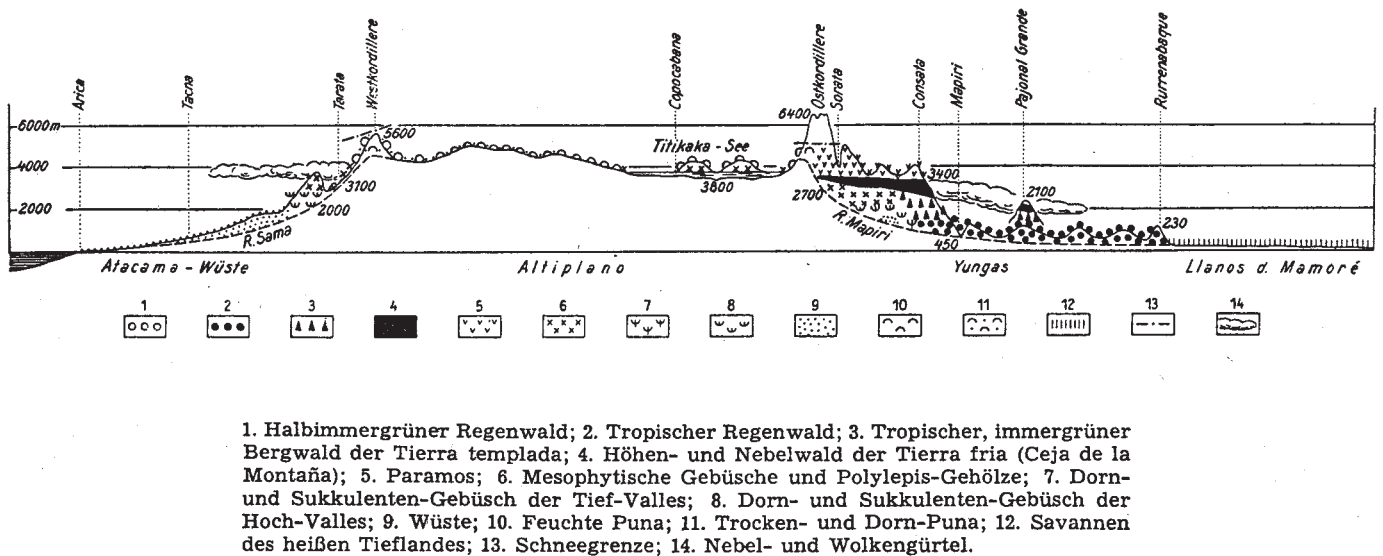 Arica Tacna Tarata Westkordillere Copocabana Ostkordillere Sorata Consata Mapiri Pajonal Grande Rurrenabaque
6000m 5600 6400
4000 3100 Titikaka - See 3400
3800 2700 2100
2000 2000 230
R. Sama R. Mapiri 450
Atacama - Wüste Altiplano Yungas Llanos d. Mamoré
1 2 3 4 5 6 7 8 9 10 11 12 13 14
1. Halbimmergrüner Regenwald; 2. Tropischer Regenwald; 3. Tropischer, immergrüner
Bergwald der Tierra templada; 4. Höhen- und Nebelwald der Tierra fria (Ceja de la
Montaña); 5. Paramos; 6. Mesophytische Gebüsche und Polylepis-Gehölze; 7. Dorn-
und Sukkulenten-Gebüsch der Tief-Valles; 8. Dorn- und Sukkulenten-Gebüsch der
Hoch-Valles; 9. Wüste; 10. Feuchte Puna; 11. Trocken- und Dorn-Puna; 12. Savannen
des heißen Tieflandes; 13. Schneegrenze; 14. Nebel- und Wolkengürtel.